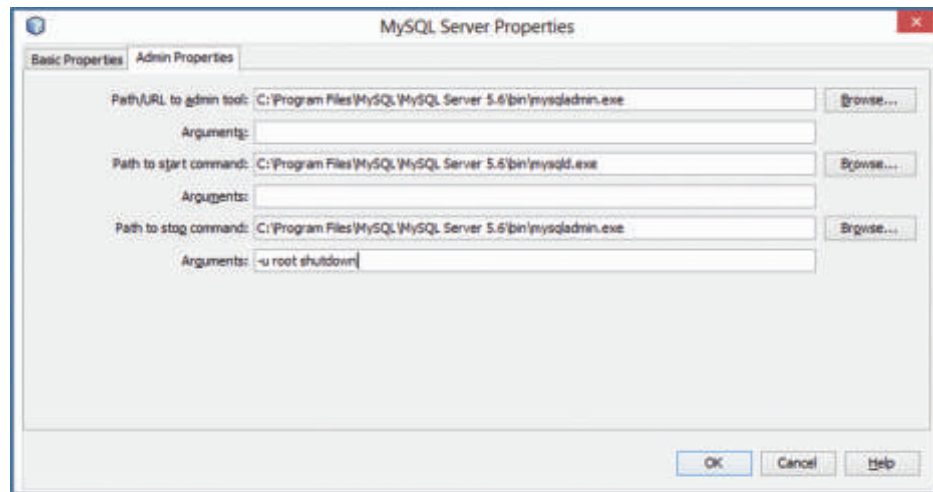 MySQL Server Properties
Basic Properties Admin Properties
Path/URL to admin tool: C:\Program Files\MySQL\MySQL Server 5.6\bin\mysqladmin.exe Browse...
Arguments:
Path to start command: C:\Program Files\MySQL\MySQL Server 5.6\bin\mysqld.exe Browse...
Arguments:
Path to stop command: C:\Program Files\MySQL\MySQL Server 5.6\bin\mysqladmin.exe Browse...
Arguments: -u root shutdown
OK Cancel Help